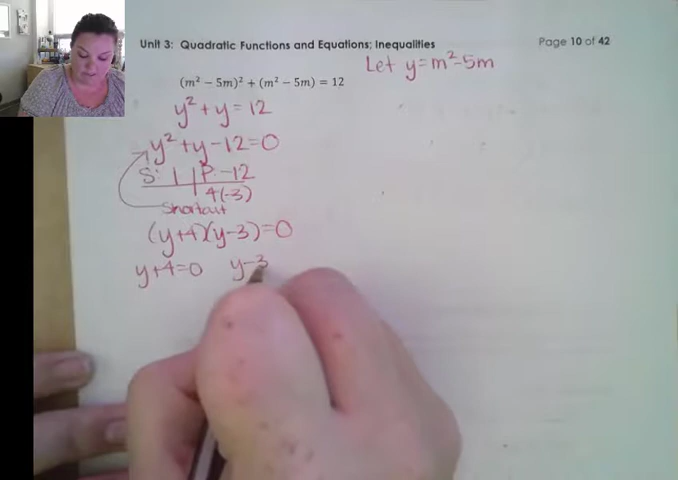 Unit 3: Quadratic Functions and Equations; Inequalities
Page 10 of 42
Let y = m² - 5m
(m² − 5m)² + (m² − 5m) = 12
y² + y = 12
y² + y - 12 = 0
S: 1 | P: -12
4(-3)
Shortcut
(y+4)(y-3) = 0
y+4=0 y-3